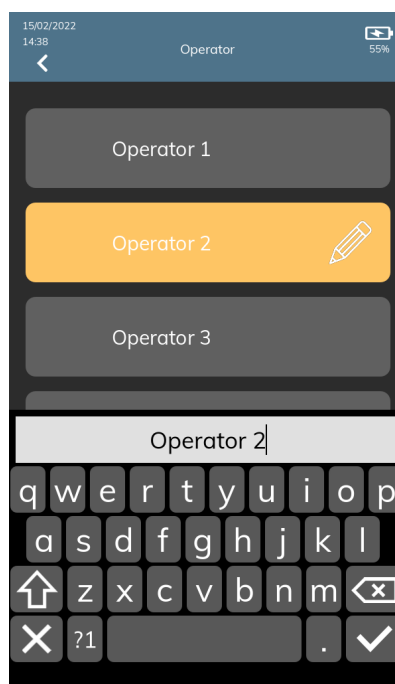 15/02/2022
14:38
Operator
55%
Operator 1
Operator 2
Operator 3
Operator 2
q w e r t y u i o p
a s d f g h j k l
z x c v b n m
?1 .